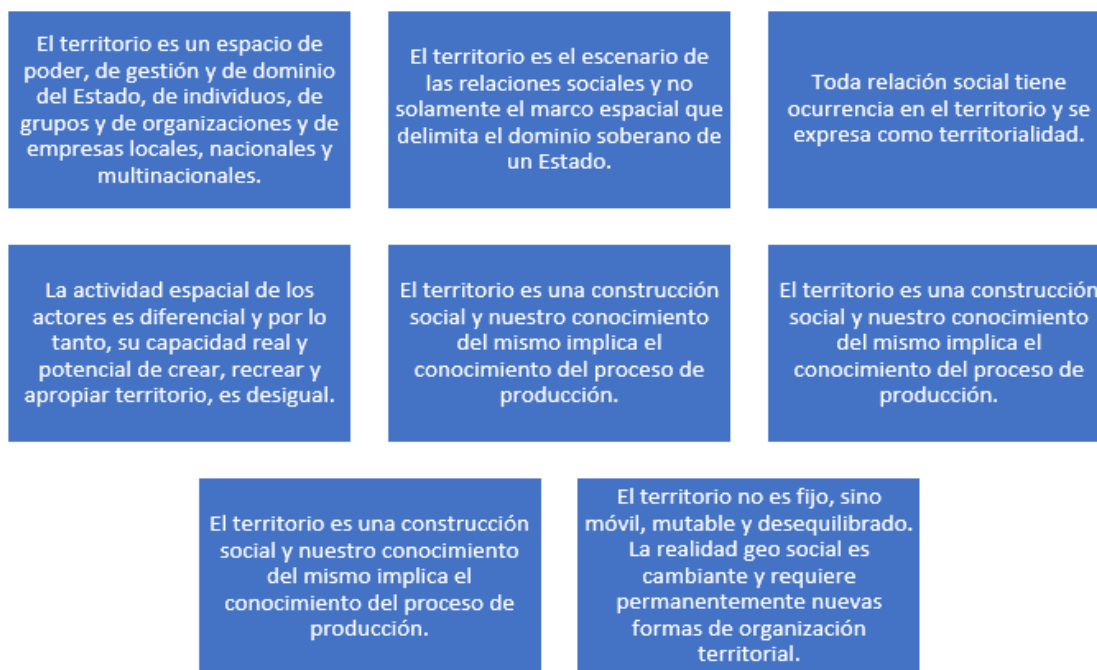 El territorio es un espacio de
poder, de gestión y de dominio
del Estado, de individuos, de
grupos y de organizaciones y de
empresas locales, nacionales y
multinacionales.
El territorio es el escenario de
las relaciones sociales y no
solamente el marco espacial que
delimita el dominio soberano de
un Estado.
Toda relación social tiene
ocurrencia en el territorio y se
expresa como territorialidad.
La actividad espacial de los
actores es diferencial y por lo
tanto, su capacidad real y
potencial de crear, recrear y
apropiar territorio, es desigual.
El territorio es una construcción
social y nuestro conocimiento
del mismo implica el
conocimiento del proceso de
producción.
El territorio es una construcción
social y nuestro conocimiento
del mismo implica el
conocimiento del proceso de
producción.
El territorio es una construcción
social y nuestro conocimiento
del mismo implica el
conocimiento del proceso de
producción.
El territorio no es fijo, sino
móvil, mutable y desequilibrado.
La realidad geo social es
cambiante y requiere
permanentemente nuevas
formas de organización
territorial.